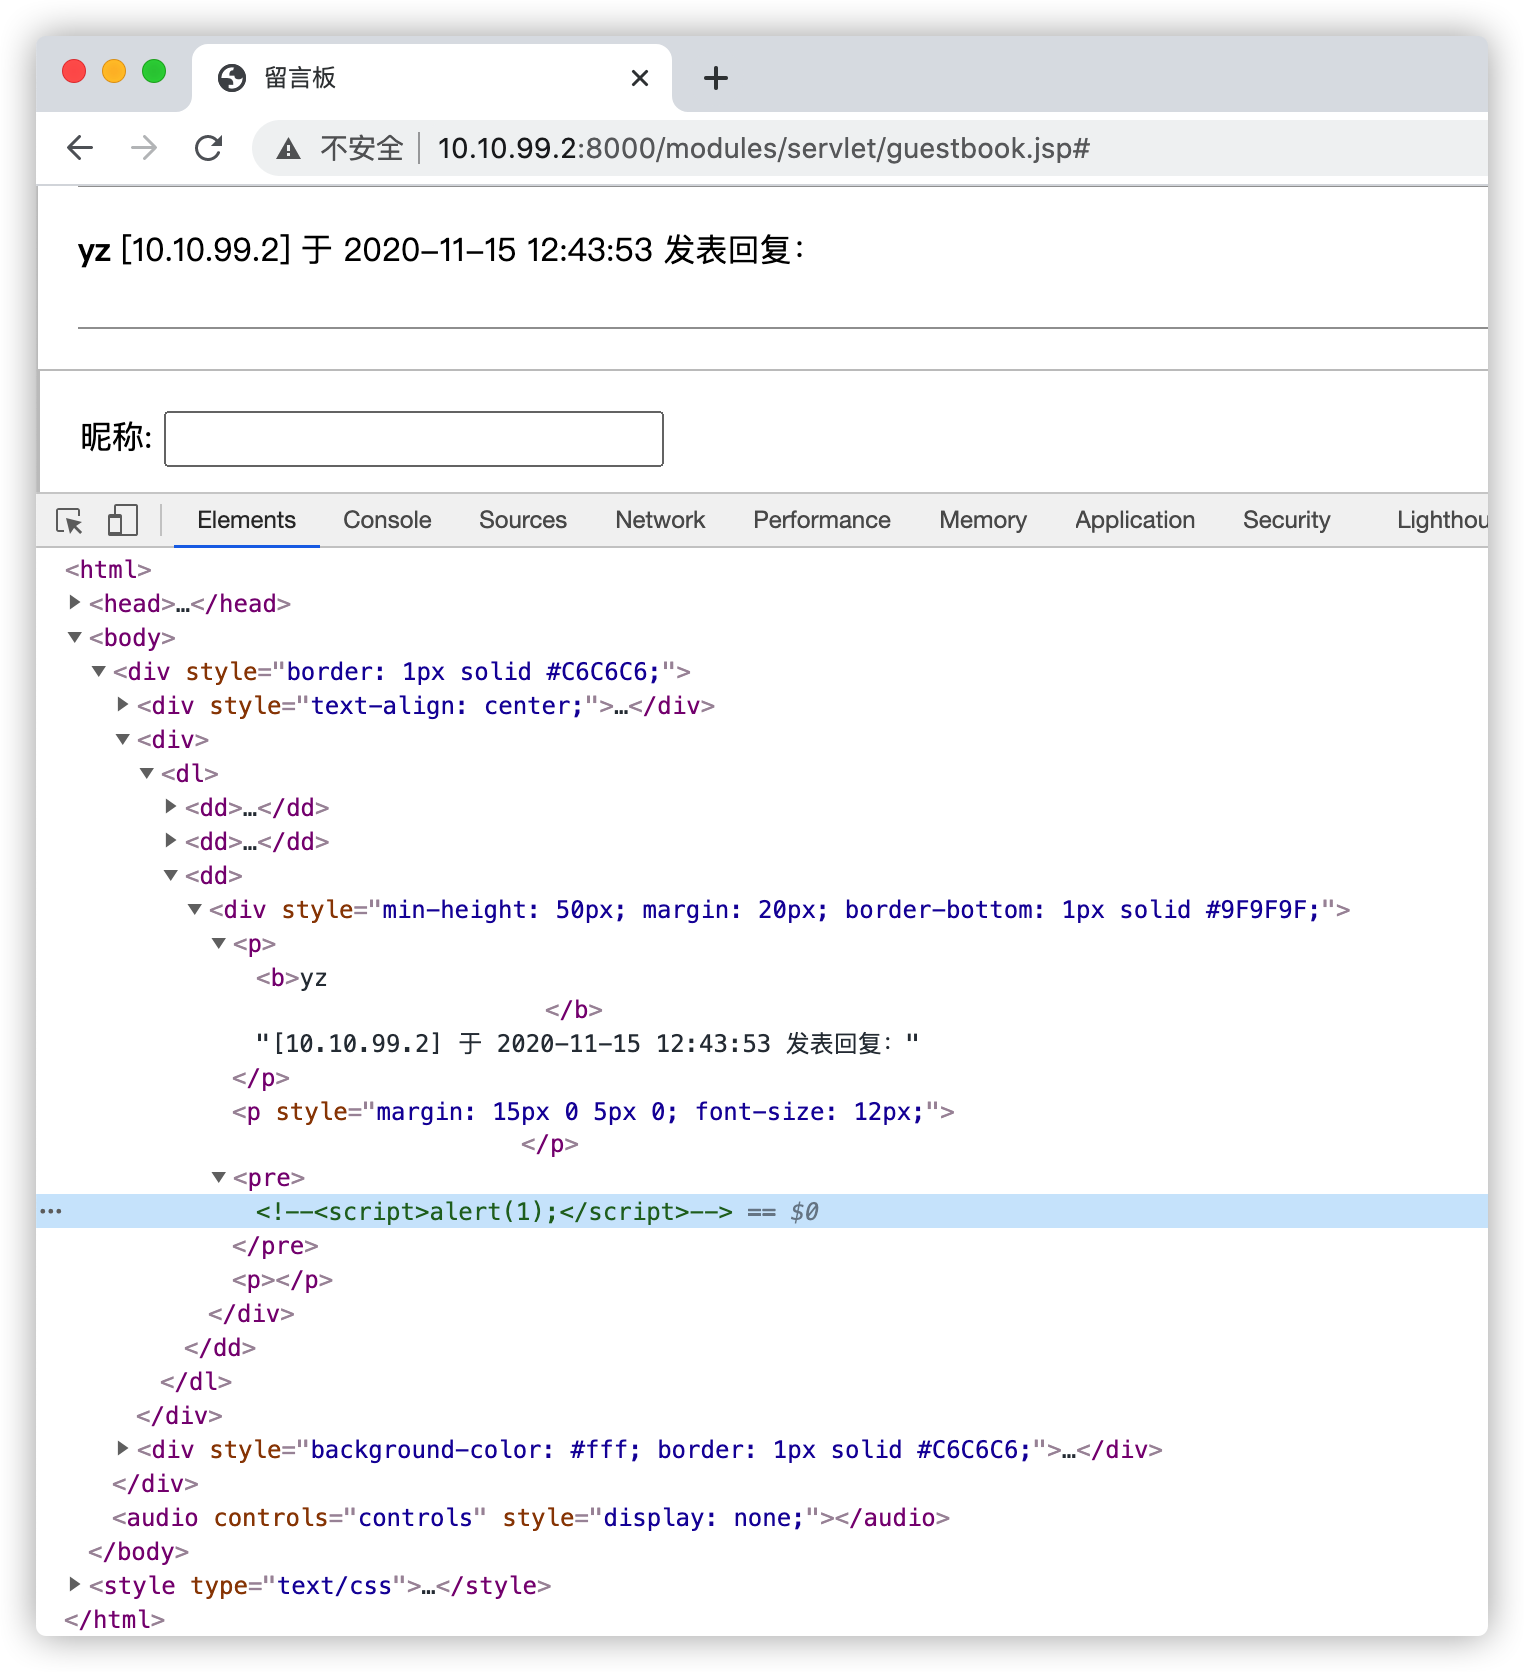 留言板
不安全 10.10.99.2:8000/modules/servlet/guestbook.jsp#
yz [10.10.99.2] 于 2020-11-15 12:43:53 发表回复：
昵称:
Elements Console Sources Network Performance Memory Application Security Lighthou
<html>
<head>…</head>
<body>
<div style="border: 1px solid #C6C6C6;">
<div style="text-align: center;">…</div>
<div>
<dl>
<dd>…</dd>
<dd>…</dd>
<dd>
<div style="min-height: 50px; margin: 20px; border-bottom: 1px solid #9F9F9F;">
<p>
<b>yz
</b>
"[10.10.99.2] 于 2020-11-15 12:43:53 发表回复："
</p>
<p style="margin: 15px 0 5px 0; font-size: 12px;">
</p>
<pre>
<!--<script>alert(1);</script>--> == $0
</pre>
<p></p>
</div>
</dd>
</dl>
</div>
<div style="background-color: #fff; border: 1px solid #C6C6C6;">…</div>
</div>
<audio controls="controls" style="display: none;"></audio>
</body>
<style type="text/css">…</style>
</html>